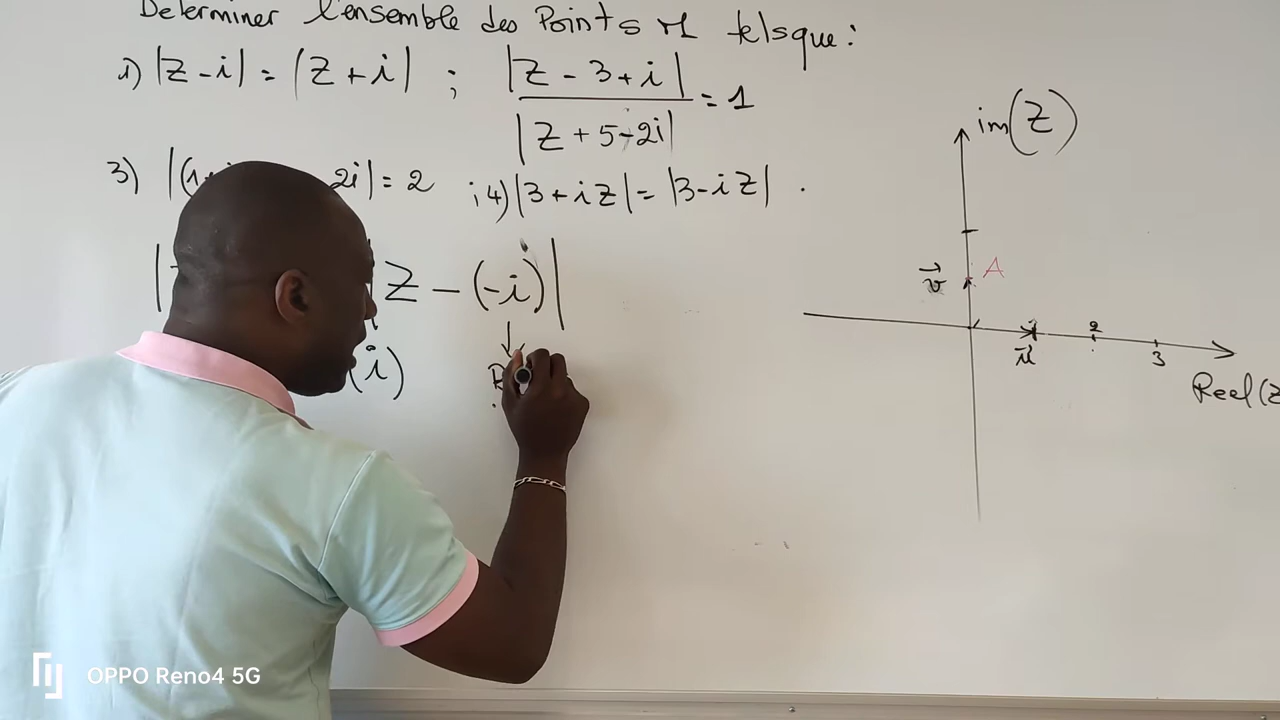 Determiner l'ensemble des Points M telsque :
1) |Z - i| = |Z + i| ; |Z - 3 + i| / |Z + 5 - 2i| = 1
3) |(1+ 2i| = 2 ; 4) |3 + iZ| = |3 - iZ| .
| Z - (-i)|
(i)
im(Z)
A
v
u
2
3
Reel(Z
OPPO Reno4 5G